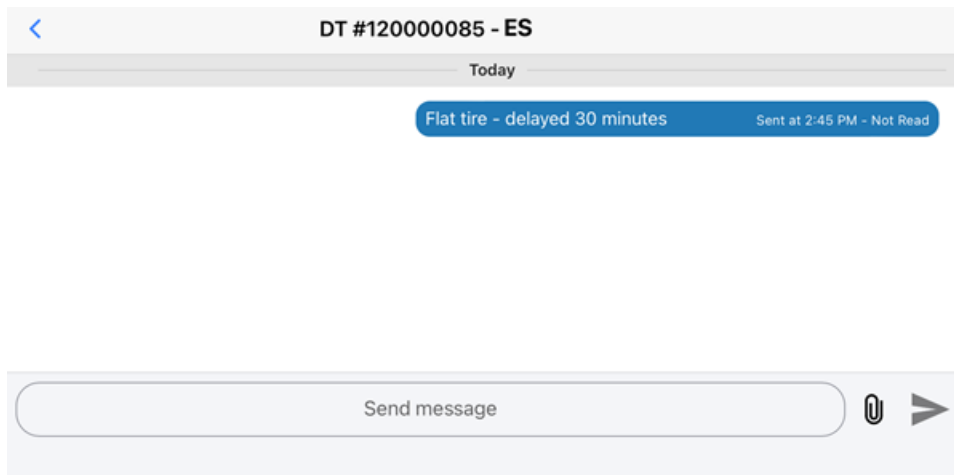 DT #120000085 - ES
Today
Flat tire - delayed 30 minutes Sent at 2:45 PM - Not Read
Send message